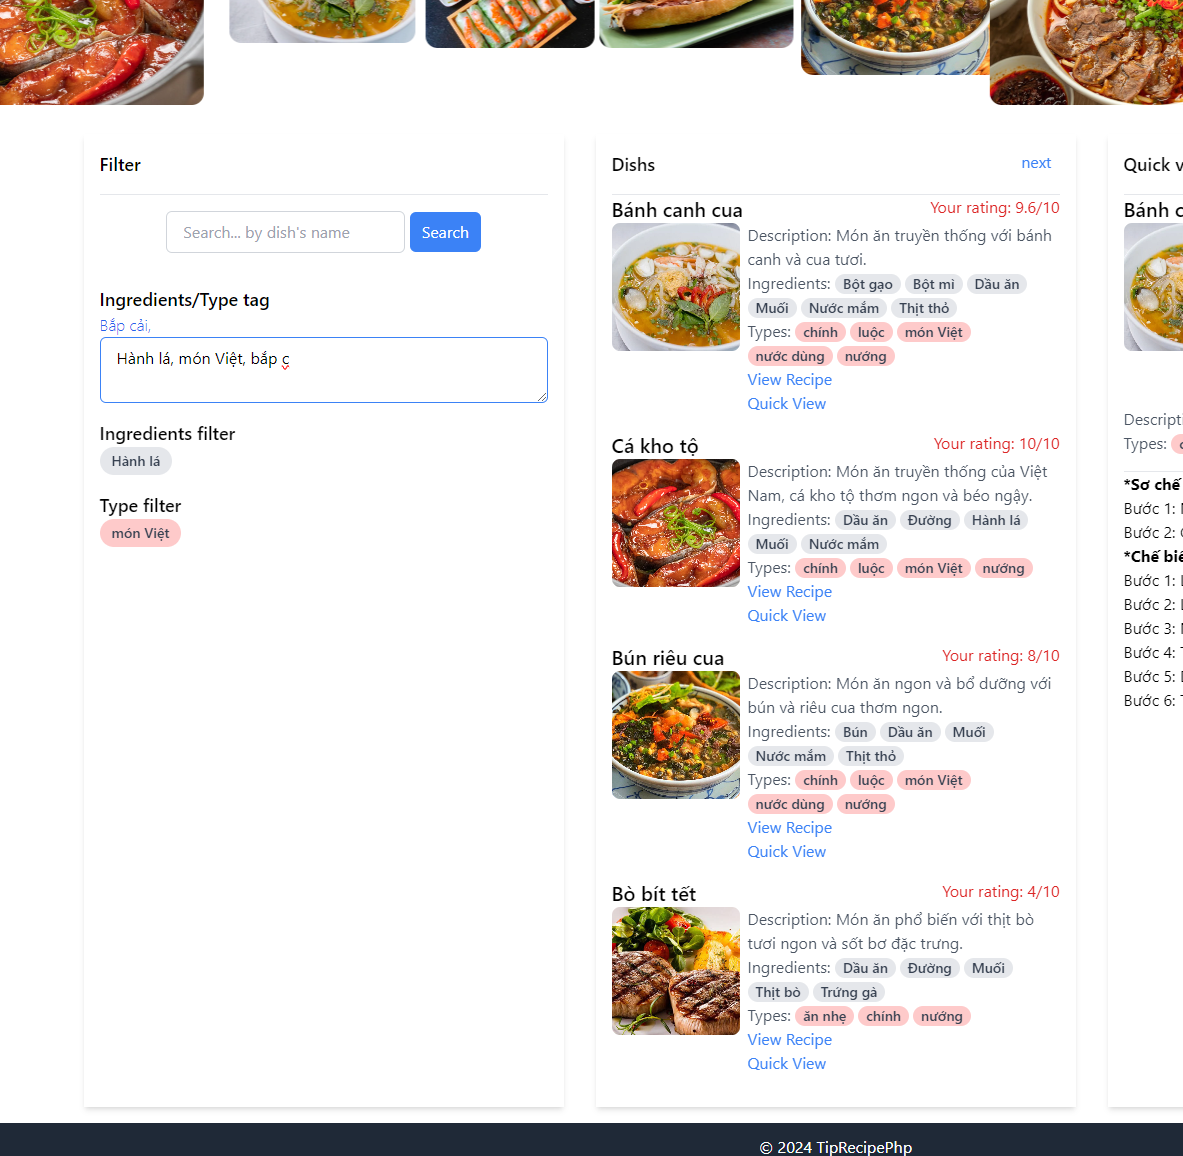 Filter
Search... by dish's name
Search
Ingredients/Type tag
Bắp cải,
Hành lá, món Việt, bắp c
Ingredients filter
Hành lá
Type filter
món Việt
Dishs
next
Bánh canh cua
Your rating: 9.6/10
Description: Món ăn truyền thống với bánh
canh và cua tươi.
Ingredients: Bột gạo Bột mì Dầu ăn
Muối Nước mắm Thịt thỏ
Types: chính luộc món Việt
nước dùng nướng
View Recipe
Quick View
Cá kho tộ
Your rating: 10/10
Description: Món ăn truyền thống của Việt
Nam, cá kho tộ thơm ngon và béo ngậy.
Ingredients: Dầu ăn Đường Hành lá
Muối Nước mắm
Types: chính luộc món Việt nướng
View Recipe
Quick View
Bún riêu cua
Your rating: 8/10
Description: Món ăn ngon và bổ dưỡng với
bún và riêu cua thơm ngon.
Ingredients: Bún Dầu ăn Muối
Nước mắm Thịt thỏ
Types: chính luộc món Việt
nước dùng nướng
View Recipe
Quick View
Bò bít tết
Your rating: 4/10
Description: Món ăn phổ biến với thịt bò
tươi ngon và sốt bơ đặc trưng.
Ingredients: Dầu ăn Đường Muối
Thịt bò Trứng gà
Types: ăn nhẹ chính nướng
View Recipe
Quick View
Quick
Bánh
Types:
*Sơ chế
Bước 1:
Bước 2:
*Chế
Bước 1:
Bước 2:
Bước 3:
Bước 4:
Bước 5:
Bước 6:
© 2024 TipRecipePhp